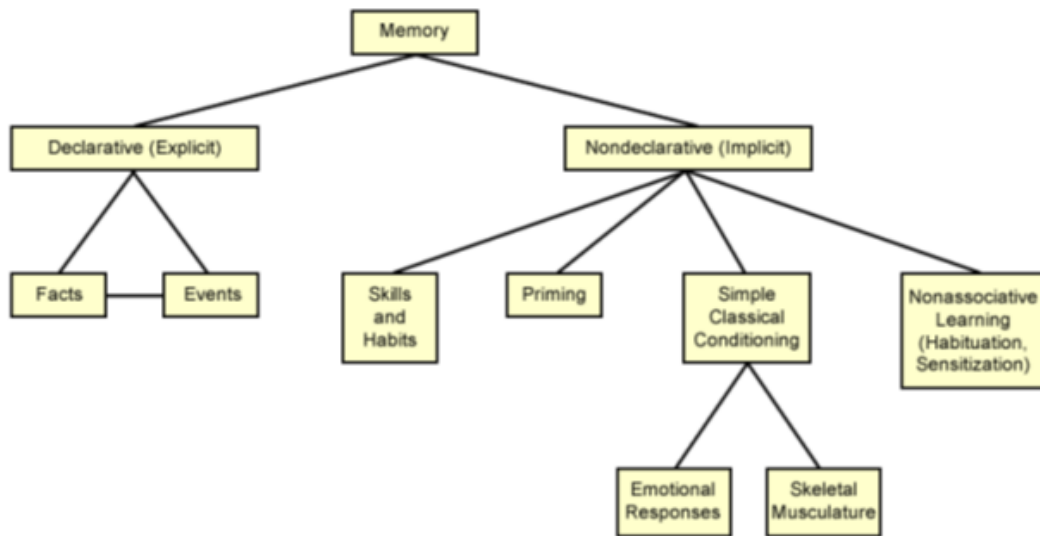 Memory
Declarative (Explicit)
Nondeclarative (Implicit)
Facts
Events
Skills
and
Habits
Priming
Simple
Classical
Conditioning
Nonassociative
Learning
(Habituation,
Sensitization)
Emotional
Responses
Skeletal
Musculature